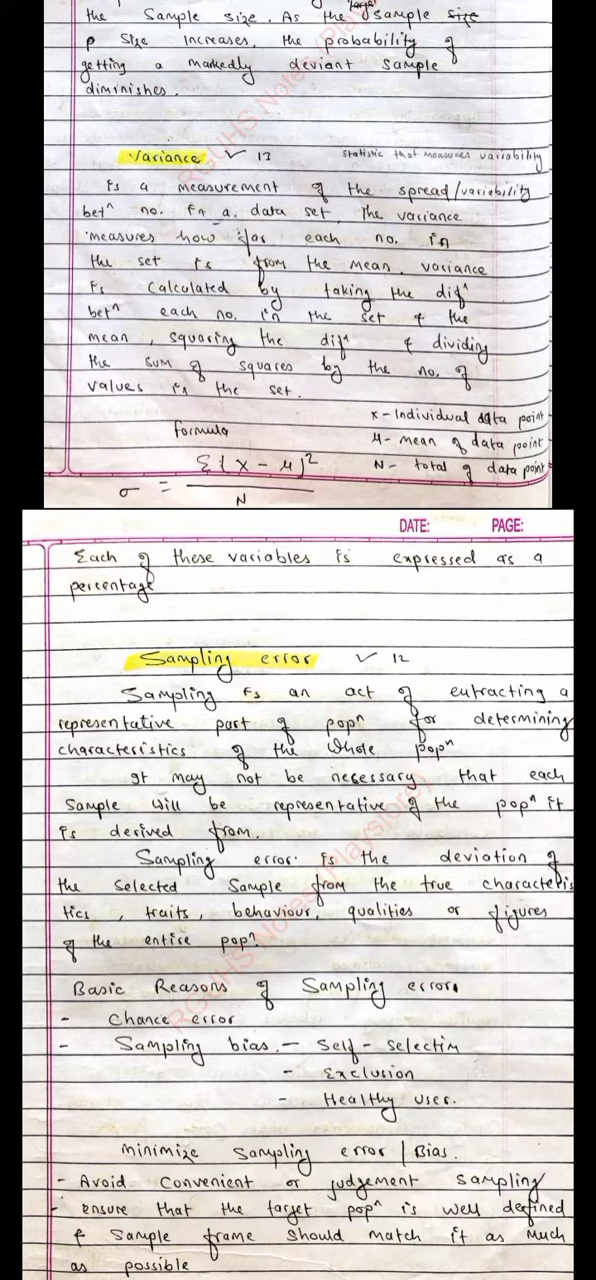 the Sample size. As the large sample size
p Size increases, the probability of
getting a markedly deviant sample
diminishes.
Variance ✓ 13 Statistic that measures variability
is a measurement of the spread/variability
betⁿ no. in a data set, The variance
measures how far each no. in
the set is from the mean. variance
is calculated by taking the difⁿ
betⁿ each no. in the set & the
mean, squaring the difⁿ & dividing
the sum of squares by the no. of
values in the set.
x - Individual data point
formula μ - mean of data point
σ = Σ(x - μ)² / N N - total of data point
DATE: PAGE:
Each of these variables is expressed as a
percentage
Sampling error ✓ 12
Sampling is an act of extracting a
representative part of popⁿ for determining
characteristics of the whole popⁿ
It may not be necessary that each
Sample will be representative of the popⁿ it
is derived from.
Sampling error is the deviation of
the selected sample from the true characteris
tics, traits, behaviour, qualities or figures
of the entire popⁿ.
Basic Reasons of Sampling error
- Chance error
- Sampling bias. - Self-selectin
- Exclusion
- Healthy user.
minimize Sampling error / Bias.
- Avoid convenient or judgement sampling
- ensure that the target popⁿ is well defined
& Sample frame should match it as much
as possible
RGUHS Notes (Playstore)